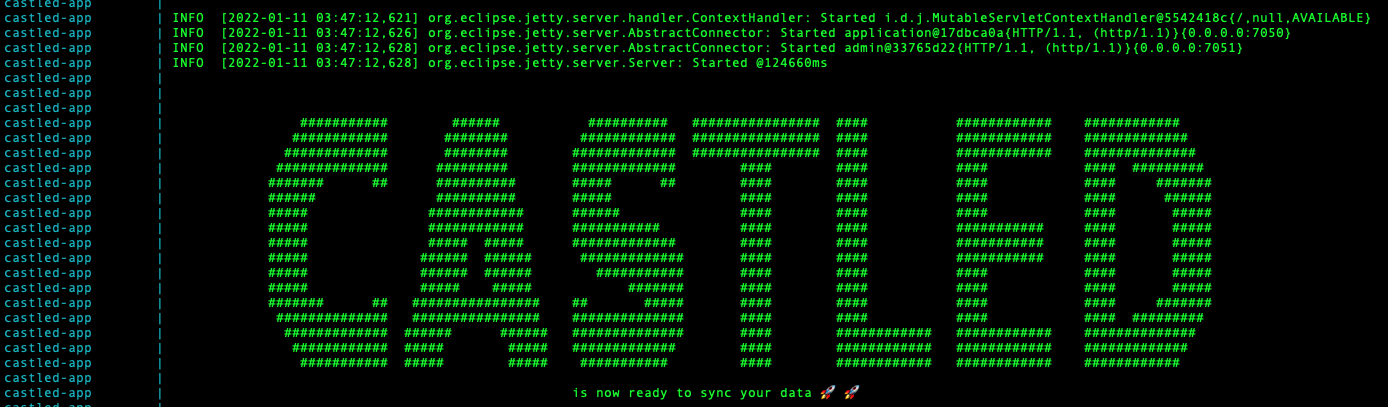 castled-app |
castled-app | INFO [2022-01-11 03:47:12,621] org.eclipse.jetty.server.handler.ContextHandler: Started i.d.j.MutableServletContextHandler@5542418c{/,null,AVAILABLE}
castled-app | INFO [2022-01-11 03:47:12,626] org.eclipse.jetty.server.AbstractConnector: Started application@17dbca0a{HTTP/1.1, (http/1.1)}{0.0.0.0:7050}
castled-app | INFO [2022-01-11 03:47:12,628] org.eclipse.jetty.server.AbstractConnector: Started admin@33765d22{HTTP/1.1, (http/1.1)}{0.0.0.0:7051}
castled-app | INFO [2022-01-11 03:47:12,628] org.eclipse.jetty.server.Server: Started @124660ms
castled-app |
castled-app |
castled-app |
castled-app |
castled-app |
castled-app |
castled-app |
castled-app |
castled-app |
castled-app |
castled-app |
castled-app | CASTLED
castled-app |
castled-app |
castled-app |
castled-app |
castled-app |
castled-app |
castled-app |
castled-app |
castled-app |
castled-app | is now ready to sync your data 🚀 🚀
castled-app |